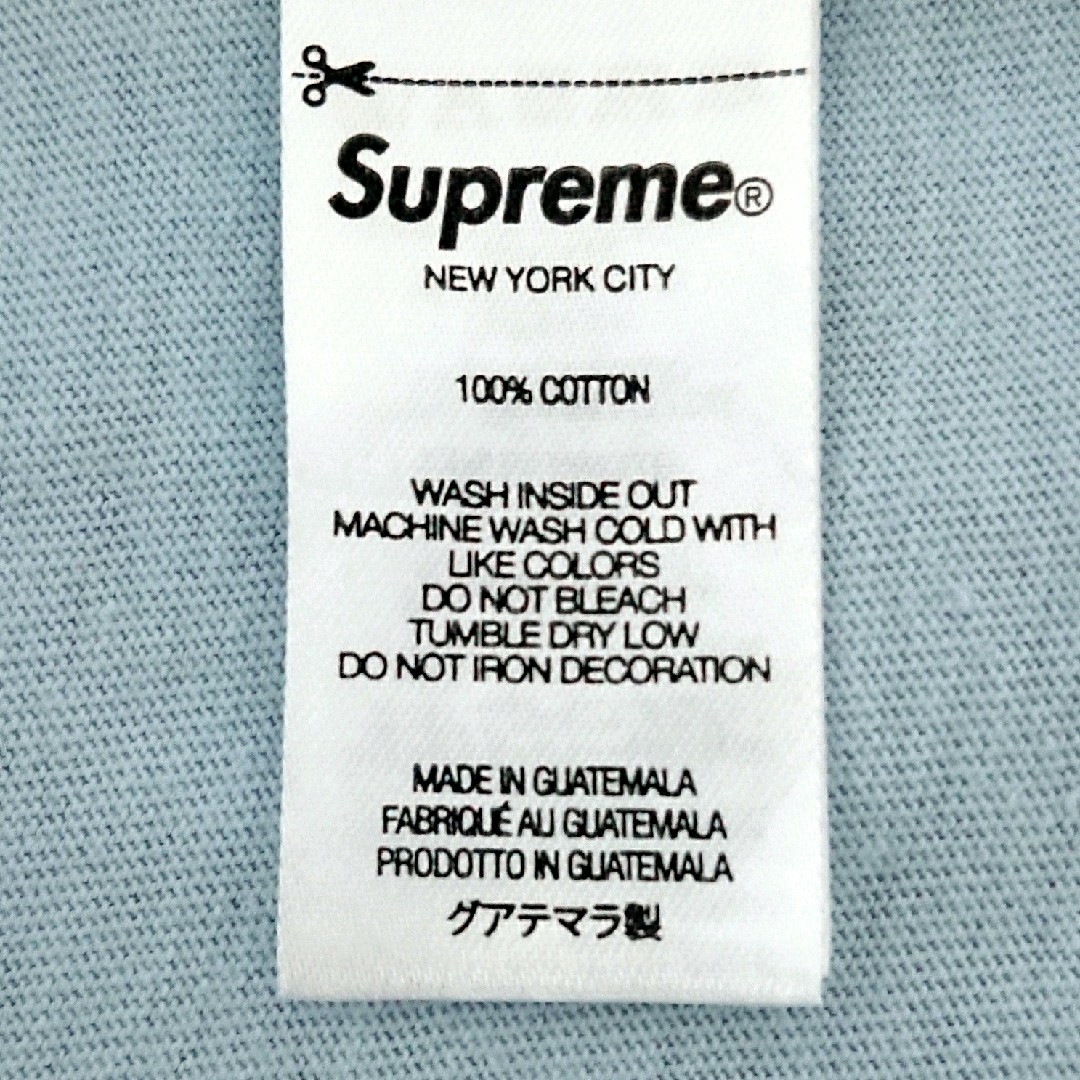 Supreme®
NEW YORK CITY
100% COTTON
WASH INSIDE OUT
MACHINE WASH COLD WITH
LIKE COLORS
DO NOT BLEACH
TUMBLE DRY LOW
DO NOT IRON DECORATION
MADE IN GUATEMALA
FABRIQUÉ AU GUATEMALA
PRODOTTO IN GUATEMALA
グアテマラ製